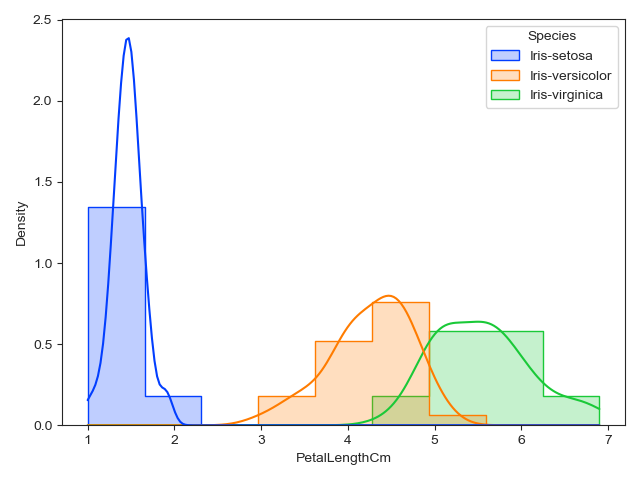 2.5
2.0
1.5
1.0
0.5
0.0
Density
1 2 3 4 5 6 7
PetalLengthCm
Species
Iris-setosa
Iris-versicolor
Iris-virginica